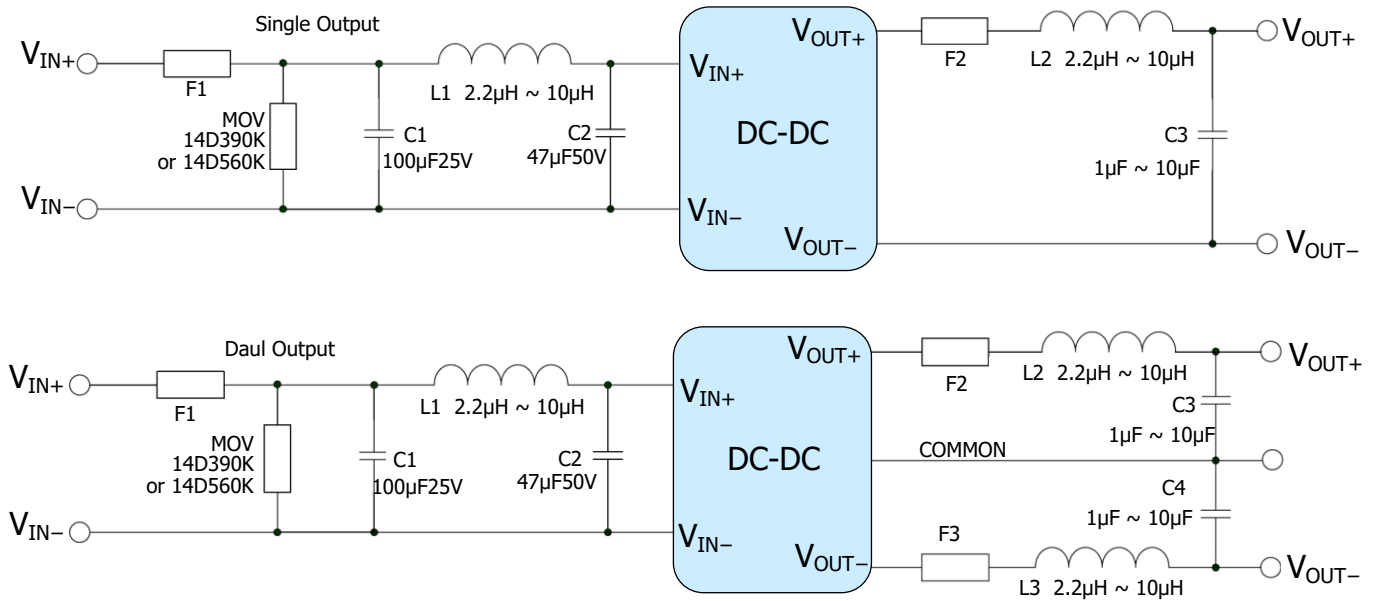 Single Output
VIN+
F1
MOV
14D390K
or 14D560K
C1
100µF25V
L1 2.2µH ~ 10µH
C2
47µF50V
VIN−
VIN+
DC-DC
VIN−
VOUT+
VOUT−
F2
L2 2.2µH ~ 10µH
C3
1µF ~ 10µF
VOUT+
VOUT−
Daul Output
VIN+
F1
MOV
14D390K
or 14D560K
C1
100µF25V
L1 2.2µH ~ 10µH
C2
47µF50V
VIN−
VIN+
DC-DC
VIN−
VOUT+
VOUT−
F2
L2 2.2µH ~ 10µH
C3
1µF ~ 10µF
COMMON
C4
1µF ~ 10µF
F3
L3 2.2µH ~ 10µH
VOUT+
VOUT−